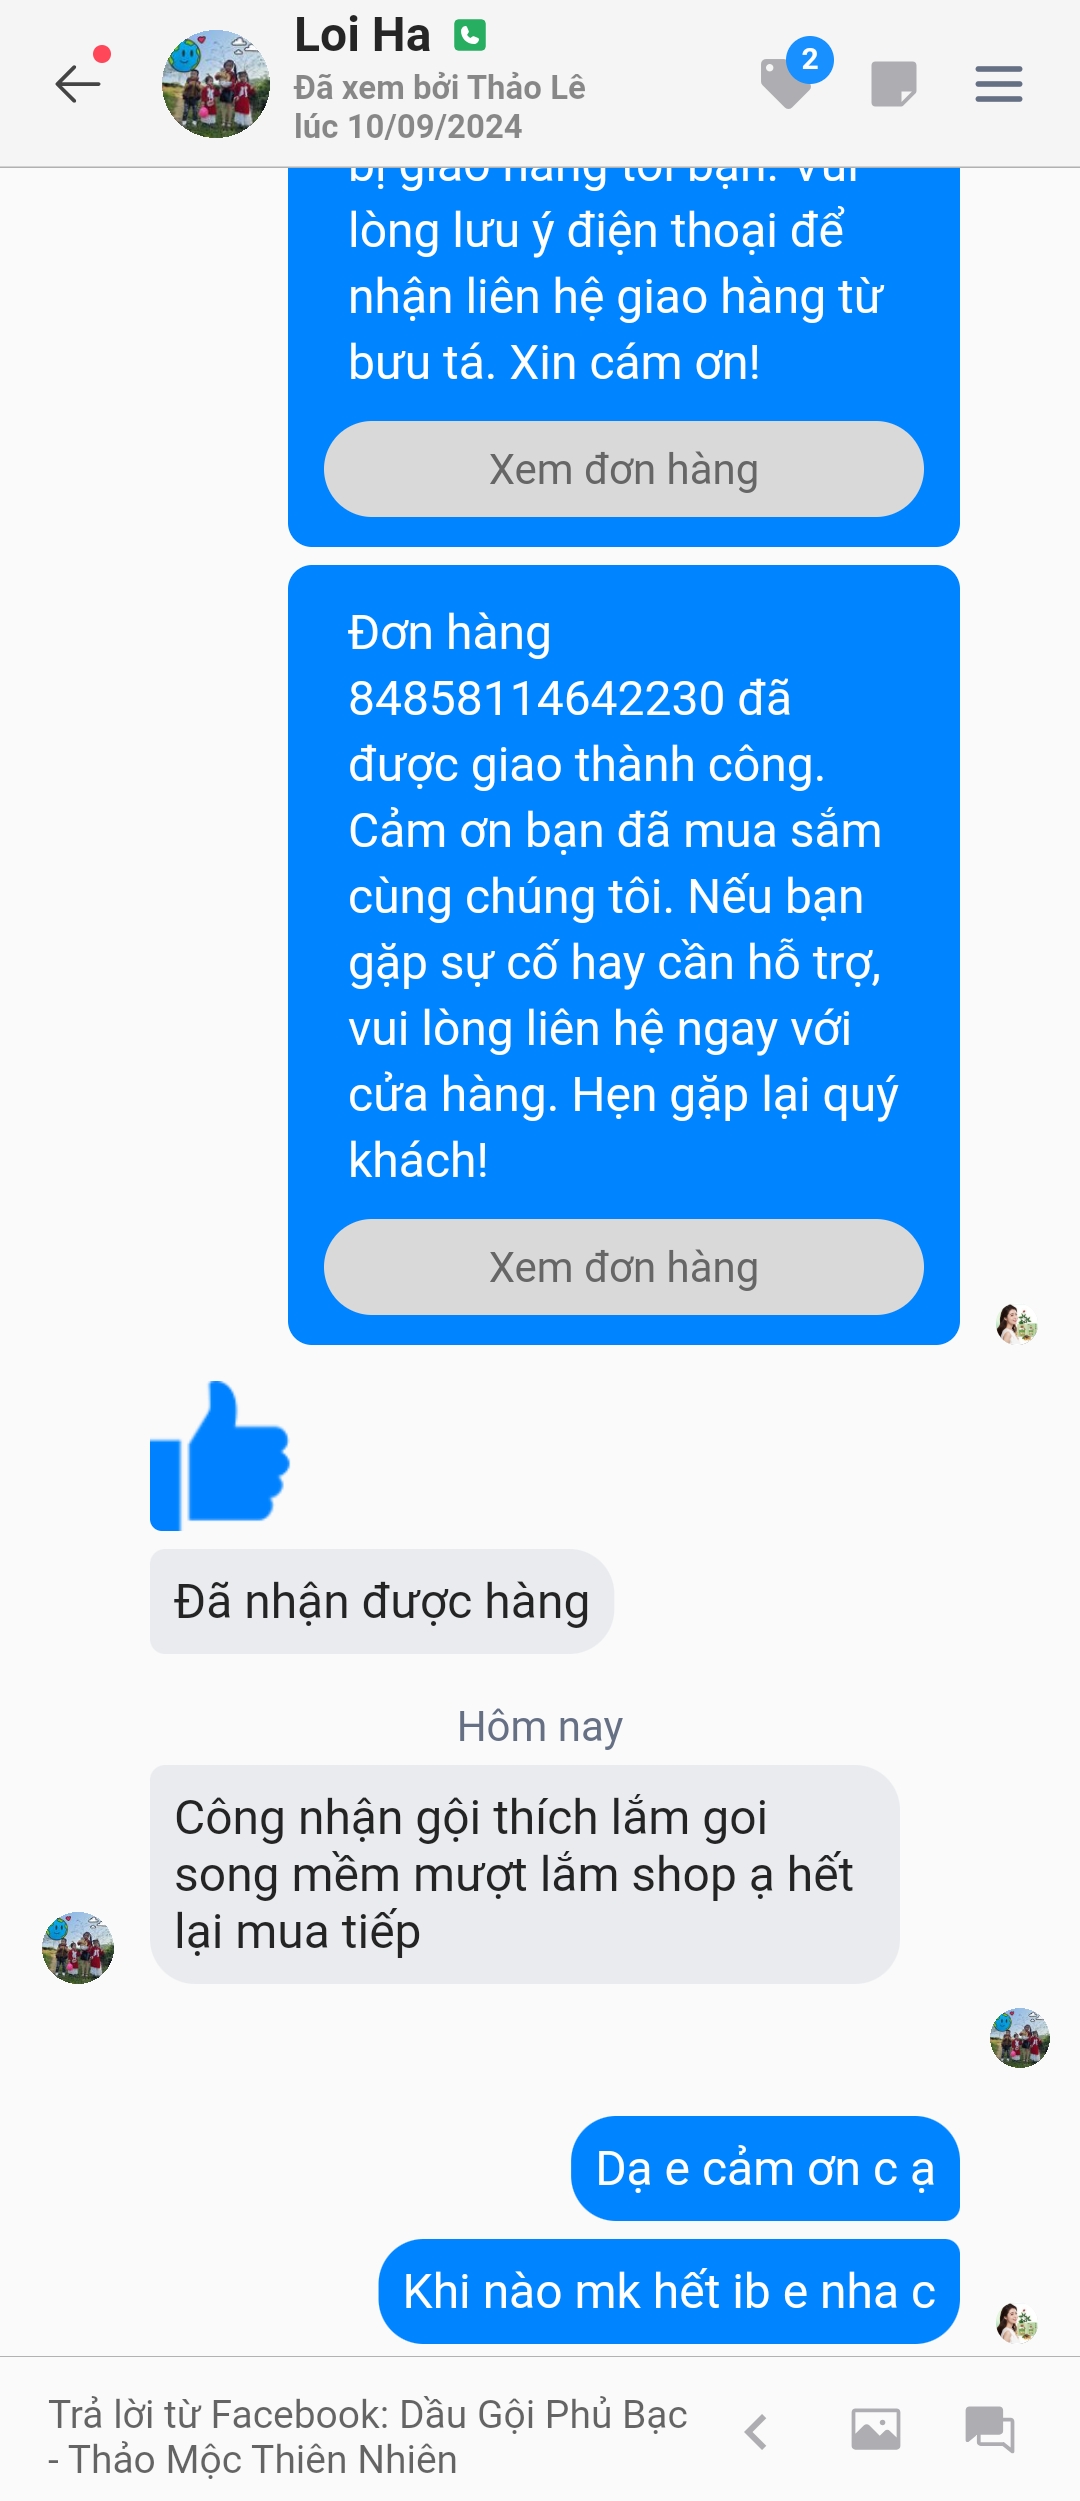 Loi Ha
Đã xem bởi Thảo Lê
lúc 10/09/2024
2
bị giao hàng tới bạn. Vui
lòng lưu ý điện thoại để
nhận liên hệ giao hàng từ
bưu tá. Xin cám ơn!
Xem đơn hàng
Đơn hàng
84858114642230 đã
được giao thành công.
Cảm ơn bạn đã mua sắm
cùng chúng tôi. Nếu bạn
gặp sự cố hay cần hỗ trợ,
vui lòng liên hệ ngay với
cửa hàng. Hẹn gặp lại quý
khách!
Xem đơn hàng
Đã nhận được hàng
Hôm nay
Công nhận gội thích lắm goi
song mềm mượt lắm shop ạ hết
lại mua tiếp
Dạ e cảm ơn c ạ
Khi nào mk hết ib e nha c
Trả lời từ Facebook: Dầu Gội Phủ Bạc
- Thảo Mộc Thiên Nhiên